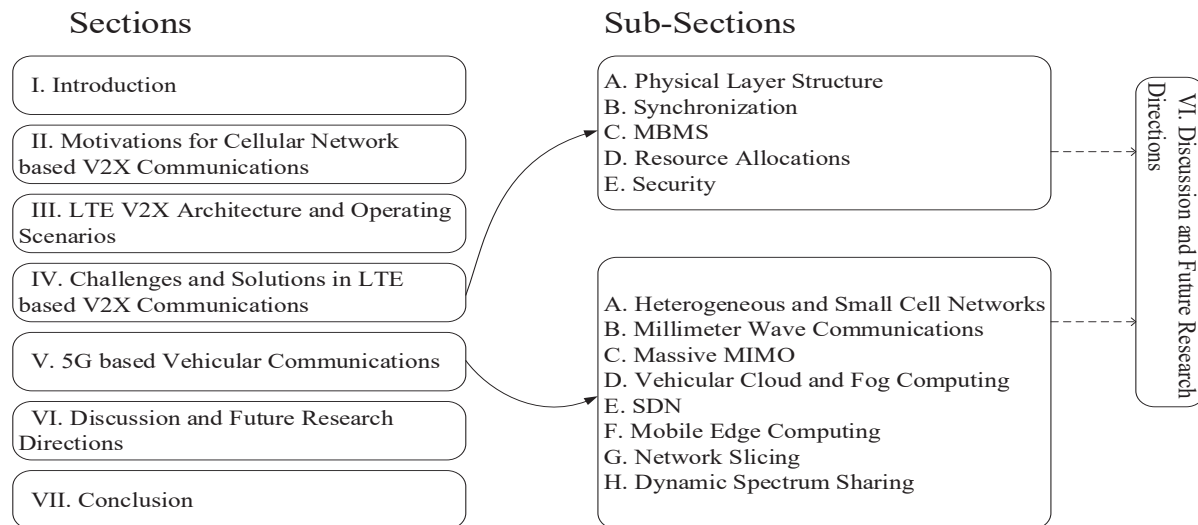 Sections
I. Introduction
II. Motivations for Cellular Network
based V2X Communications
III. LTE V2X Architecture and Operating
Scenarios
IV. Challenges and Solutions in LTE
based V2X Communications
V. 5G based Vehicular Communications
VI. Discussion and Future Research
Directions
VII. Conclusion
Sub-Sections
A. Physical Layer Structure
B. Synchronization
C. MBMS
D. Resource Allocations
E. Security
A. Heterogeneous and Small Cell Networks
B. Millimeter Wave Communications
C. Massive MIMO
D. Vehicular Cloud and Fog Computing
E. SDN
F. Mobile Edge Computing
G. Network Slicing
H. Dynamic Spectrum Sharing
VI. Discussion and Future Research
Directions